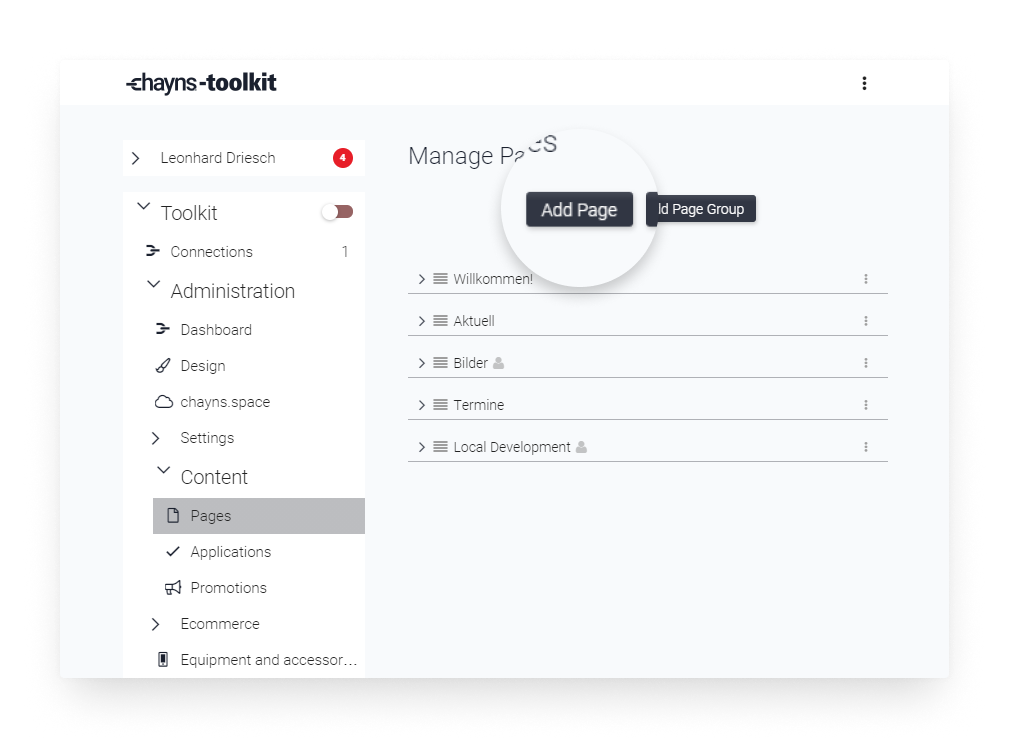 chayns-toolkit
Leonhard Driesch 4
Toolkit
Connections 1
Administration
Dashboard
Design
chayns.space
Settings
Content
Pages
Applications
Promotions
Ecommerce
Equipment and accessor...
Manage Pa es
Add Page ld Page Group
Willkommen!
Aktuell
Bilder
Termine
Local Development